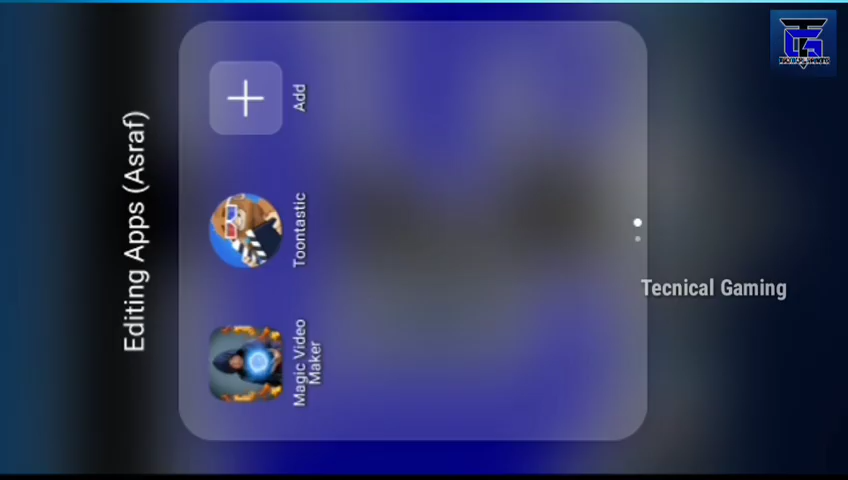 Editing Apps (Asraf)
Magic Video
Maker
Toontastic
Add
Tecnical Gaming